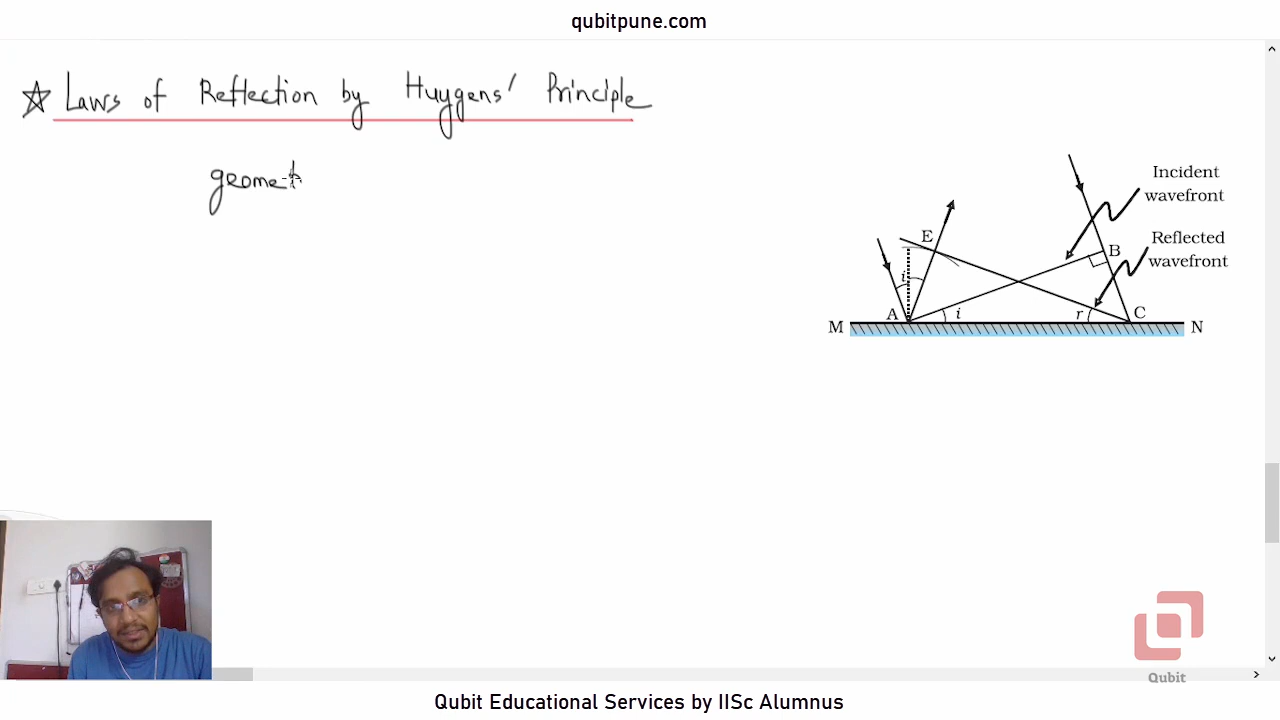 qubitpune.com
☆ Laws of Reflection by Huygens' Principle
geomet
Incident
wavefront
Reflected
wavefront
E
B
i
A
i
r
C
M
N
Qubit
Qubit Educational Services by IISc Alumnus